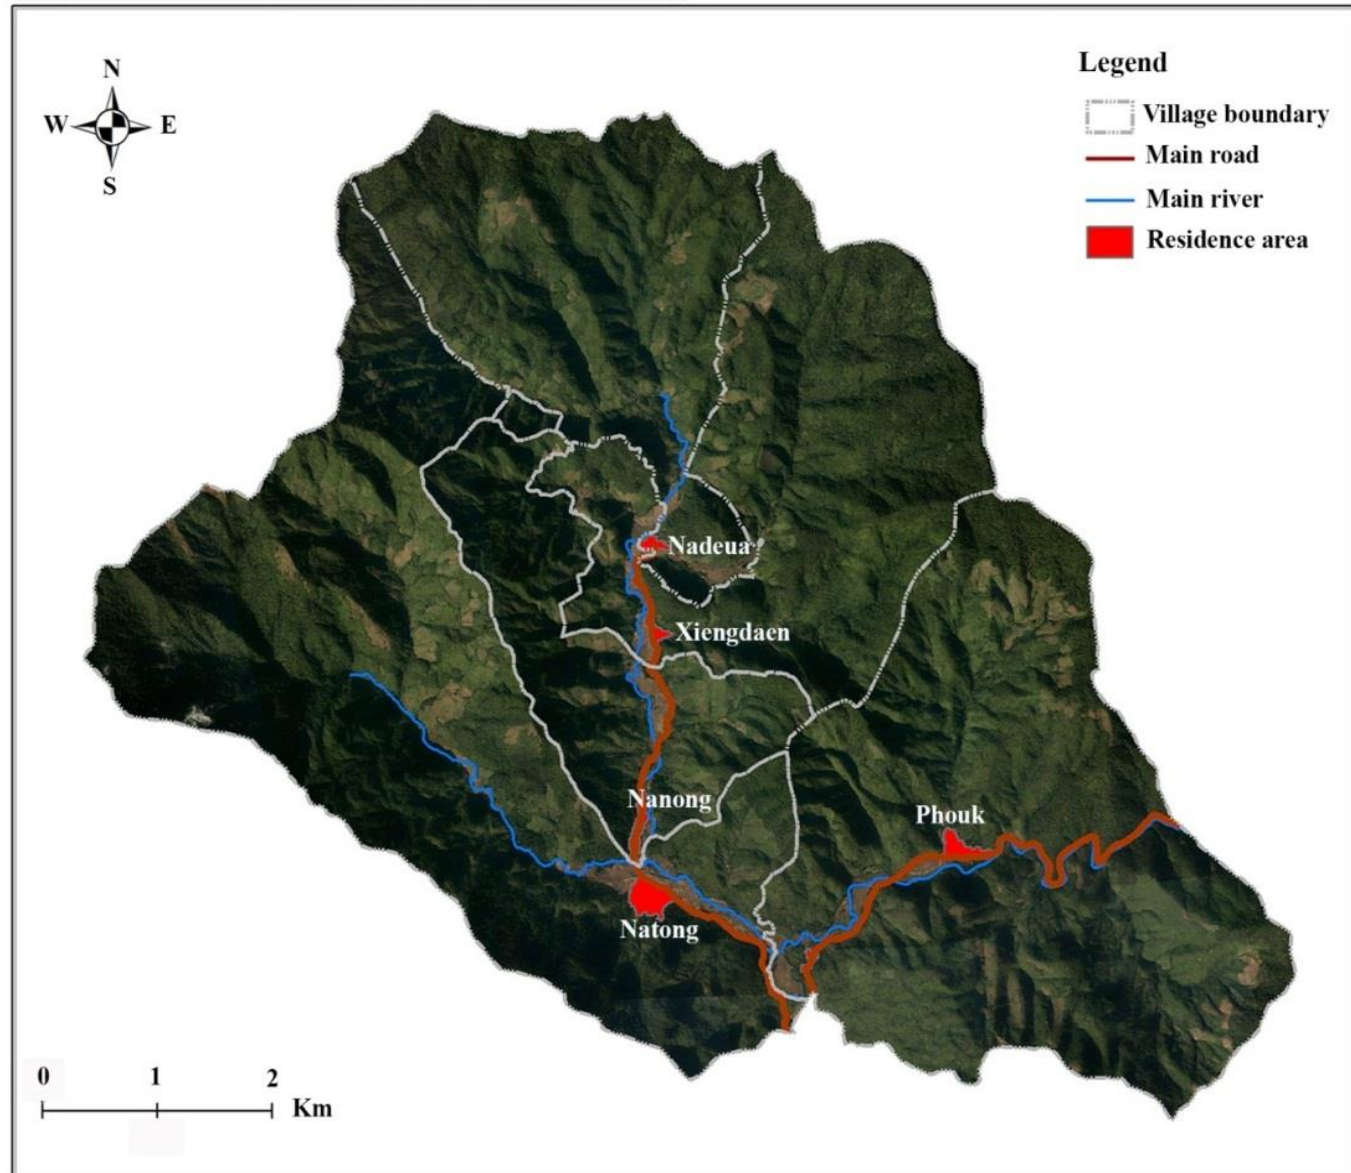 N
W E
S
Legend
Village boundary
Main road
Main river
Residence area
Nadeua
Xiengdaen
Nanong
Phouk
Natong
0 1 2
Km